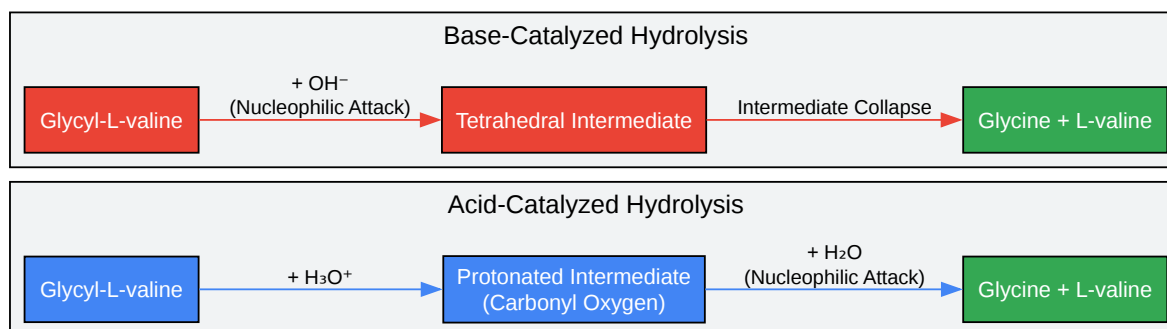 Base-Catalyzed Hydrolysis
Glycyl-L-valine
+ OH⁻
(Nucleophilic Attack)
Tetrahedral Intermediate
Intermediate Collapse
Glycine + L-valine
Acid-Catalyzed Hydrolysis
Glycyl-L-valine
+ H₃O⁺
Protonated Intermediate
(Carbonyl Oxygen)
+ H₂O
(Nucleophilic Attack)
Glycine + L-valine